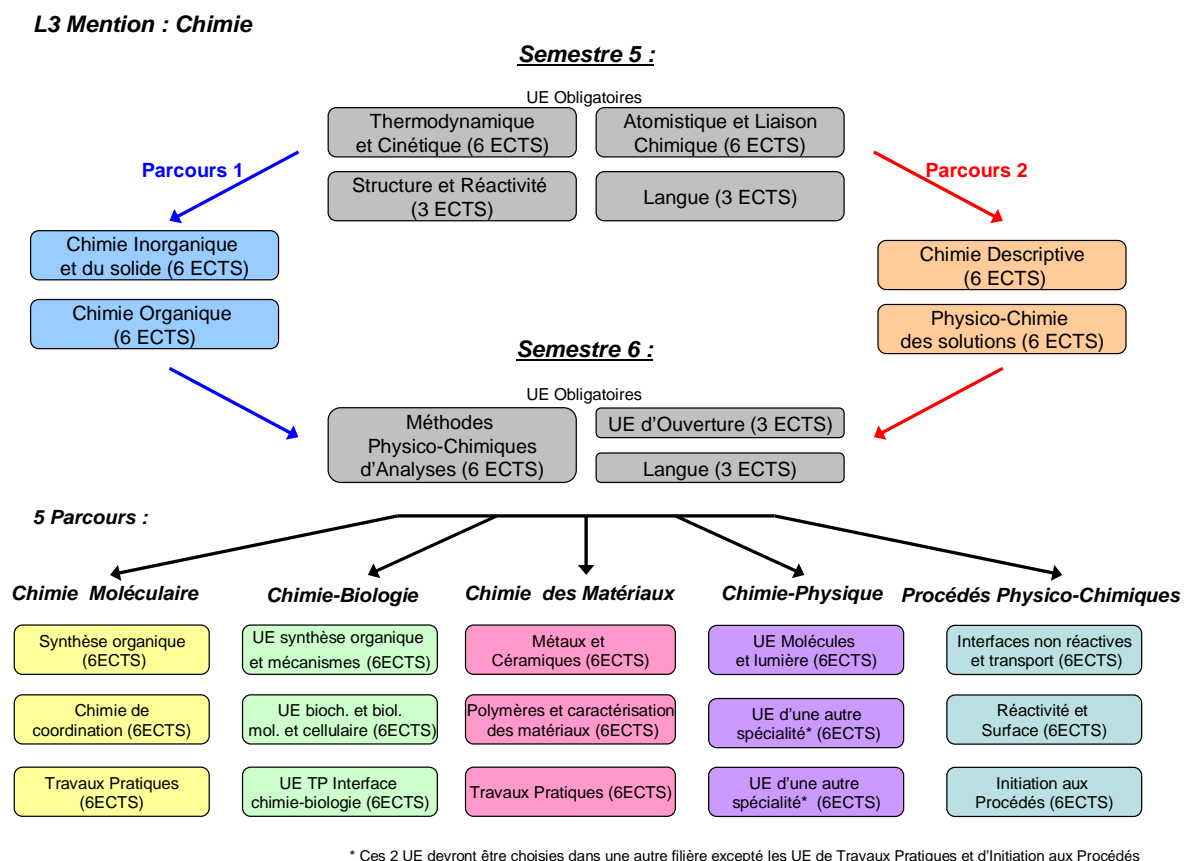 L3 Mention : Chimie
Semestre 5 :
UE Obligatoires
Thermodynamique
et Cinétique (6 ECTS)
Atomistique et Liaison
Chimique (6 ECTS)
Parcours 1
Parcours 2
Structure et Réactivité
(3 ECTS)
Langue (3 ECTS)
Chimie Inorganique
et du solide (6 ECTS)
Chimie Descriptive
(6 ECTS)
Chimie Organique
(6 ECTS)
Physico-Chimie
des solutions (6 ECTS)
Semestre 6 :
UE Obligatoires
Méthodes
Physico-Chimiques
d'Analyses (6 ECTS)
UE d'Ouverture (3 ECTS)
Langue (3 ECTS)
5 Parcours :
Chimie Moléculaire
Chimie-Biologie
Chimie des Matériaux
Chimie-Physique
Procédés Physico-Chimiques
Synthèse organique
(6ECTS)
UE synthèse organique
et mécanismes (6ECTS)
Métaux et
Céramiques (6ECTS)
UE Molécules
et lumière (6ECTS)
Interfaces non réactives
et transport (6ECTS)
Chimie de
coordination (6ECTS)
UE bioch. et biol.
mol. et cellulaire (6ECTS)
Polymères et caractérisation
des matériaux (6ECTS)
UE d'une autre
spécialité* (6ECTS)
Réactivité et
Surface (6ECTS)
Travaux Pratiques
(6ECTS)
UE TP Interface
chimie-biologie (6ECTS)
Travaux Pratiques (6ECTS)
UE d'une autre
spécialité* (6ECTS)
Initiation aux
Procédés (6ECTS)
* Ces 2 UE devront être choisies dans une autre filière excepté les UE de Travaux Pratiques et d'Initiation aux Procédés